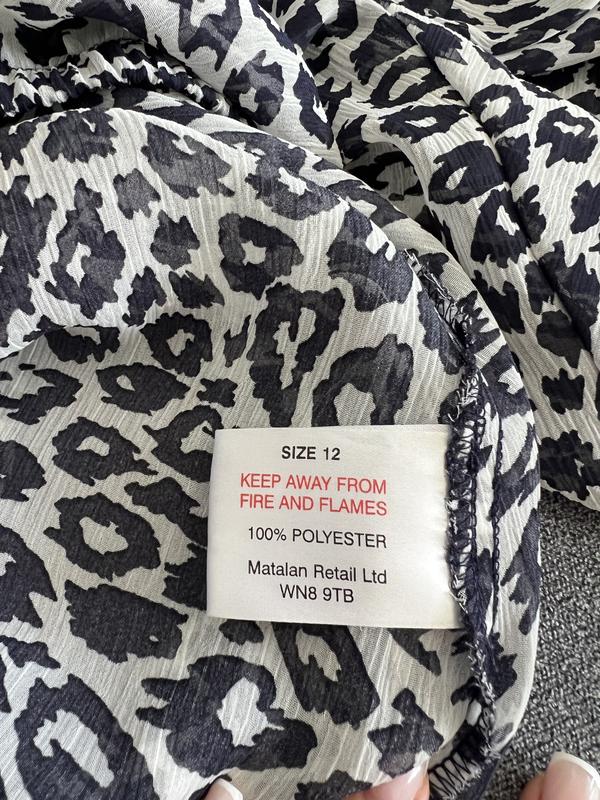 SIZE 12
KEEP AWAY FROM
FIRE AND FLAMES
100% POLYESTER
Matalan Retail Ltd
WN8 9TB